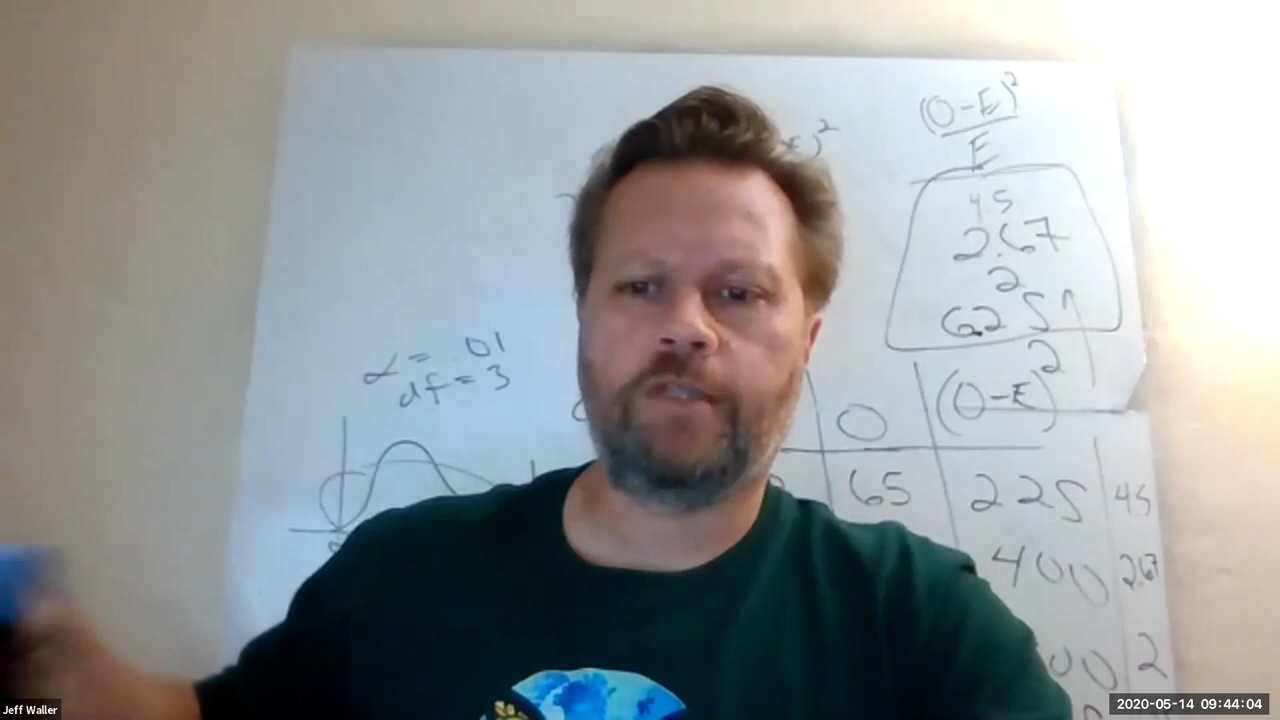 (O-E)²
E
4.5
2.67
2
6.25
α = .01
df = 3
O
(O-E)²
65
225
4.5
400
2.67
00
2
Jeff Waller
2020-05-14 09:44:04